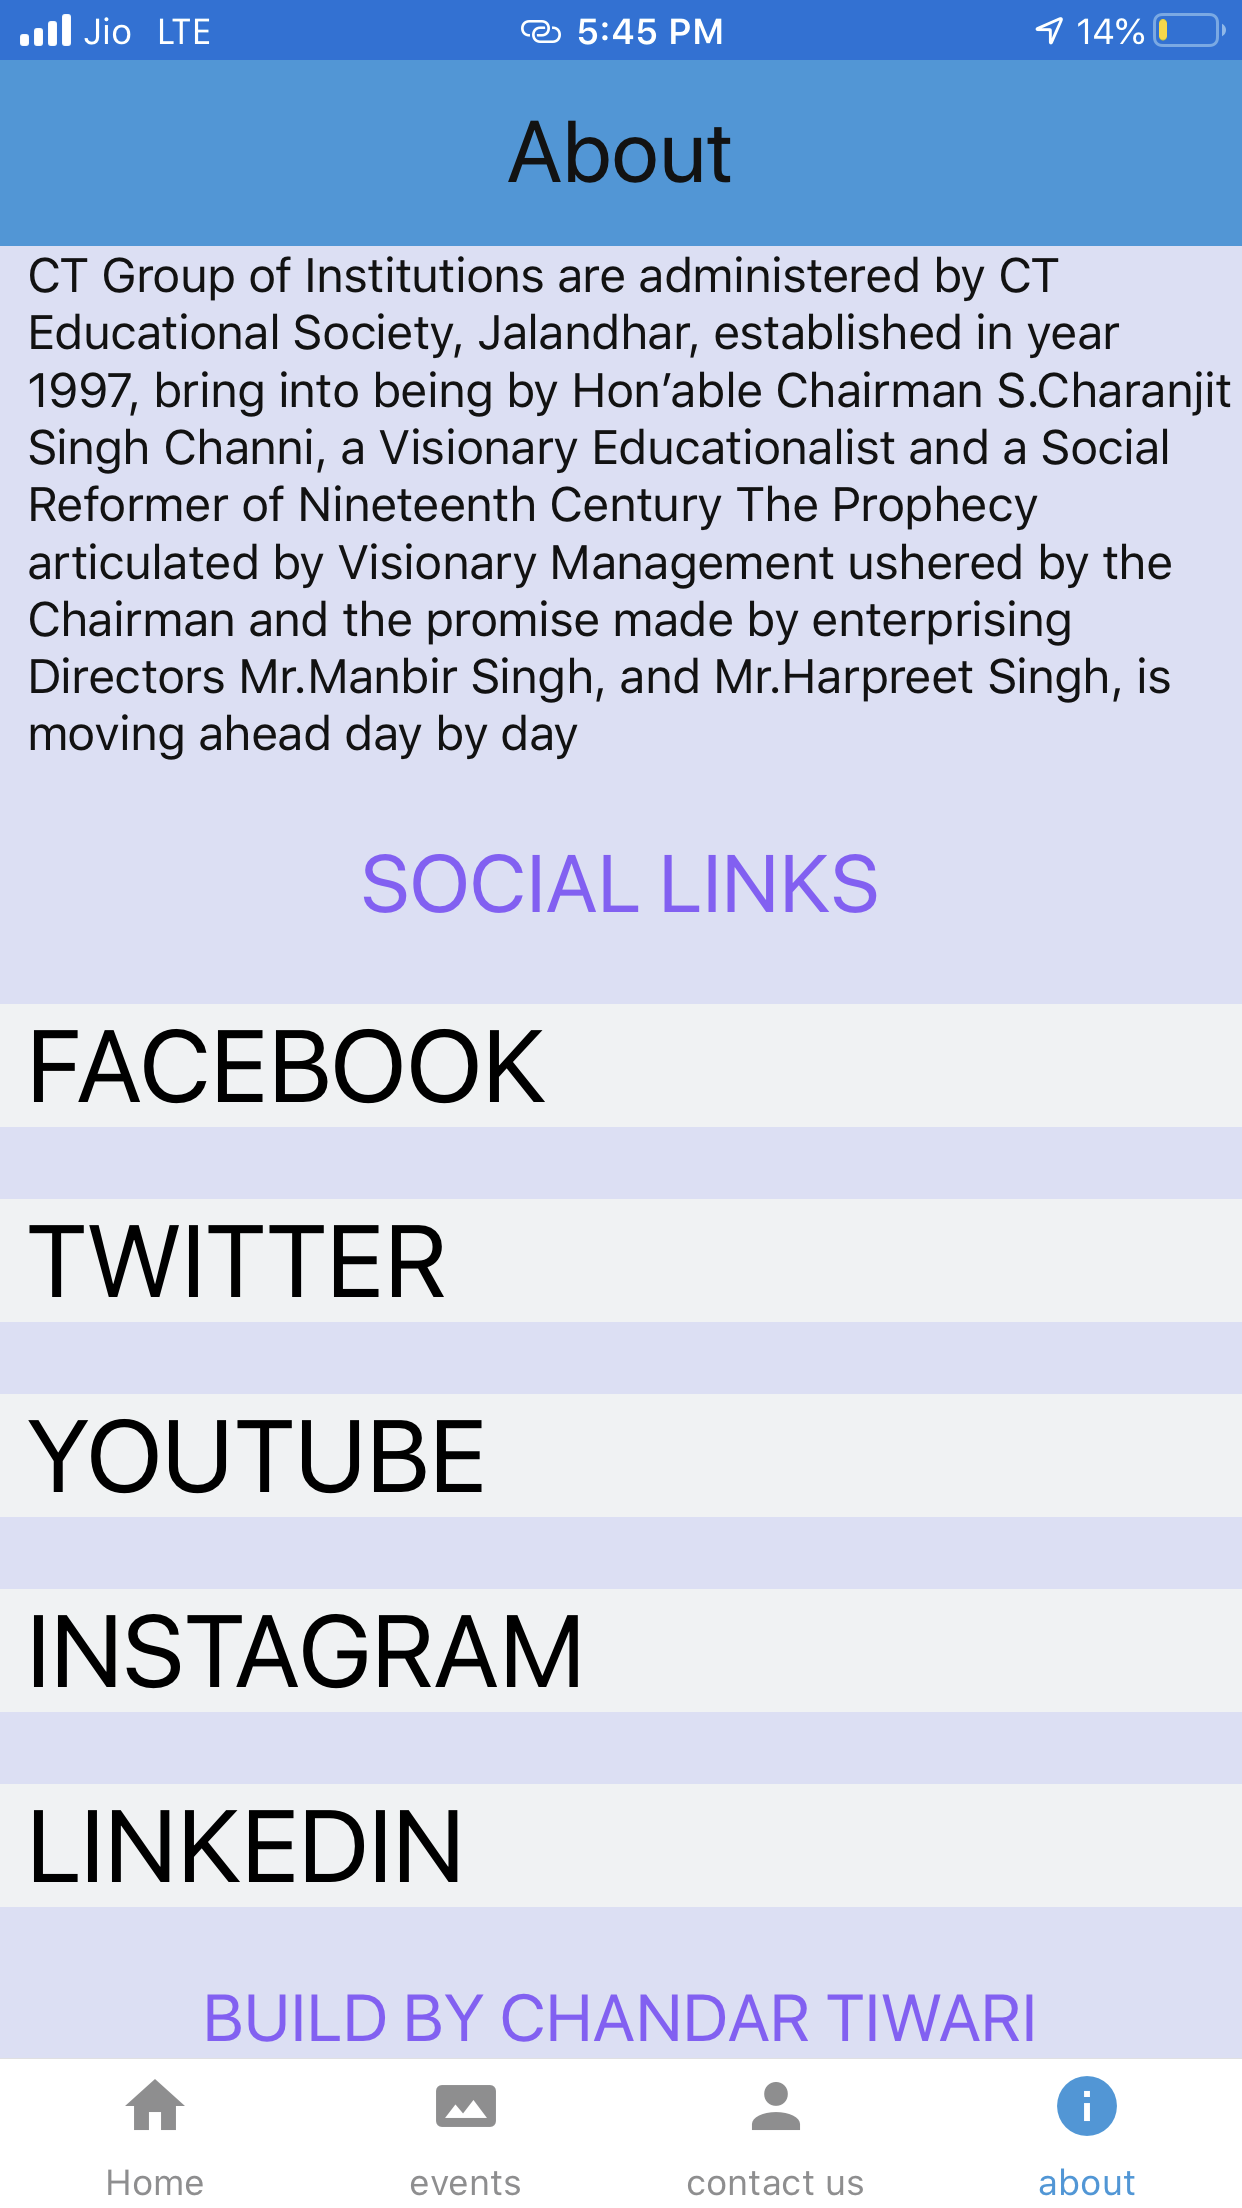 Jio LTE 5:45 PM 14%
About
CT Group of Institutions are administered by CT
Educational Society, Jalandhar, established in year
1997, bring into being by Hon’able Chairman S.Charanjit
Singh Channi, a Visionary Educationalist and a Social
Reformer of Nineteenth Century The Prophecy
articulated by Visionary Management ushered by the
Chairman and the promise made by enterprising
Directors Mr.Manbir Singh, and Mr.Harpreet Singh, is
moving ahead day by day
SOCIAL LINKS
FACEBOOK
TWITTER
YOUTUBE
INSTAGRAM
LINKEDIN
BUILD BY CHANDAR TIWARI
Home events contact us about